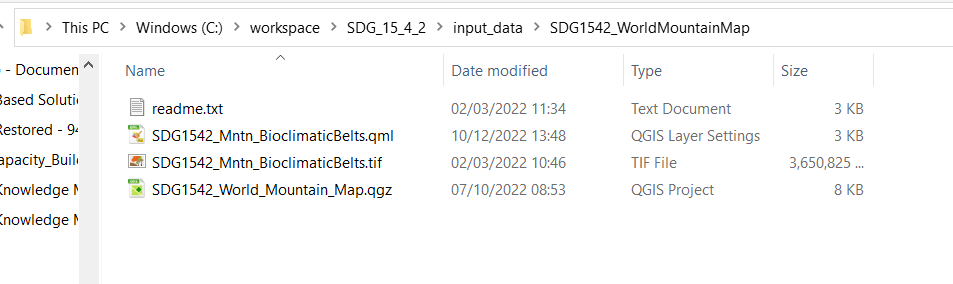 This PC > Windows (C:) > workspace > SDG_15_4_2 > input_data > SDG1542_WorldMountainMap
Name Date modified Type Size
- Documen
Based Solutio
Restored - 94
apacity_Buil
Knowledge M
Knowledge M
readme.txt 02/03/2022 11:34 Text Document 3 KB
SDG1542_Mntn_BioclimaticBelts.qml 10/12/2022 13:48 QGIS Layer Settings 3 KB
SDG1542_Mntn_BioclimaticBelts.tif 02/03/2022 10:46 TIF File 3,650,825 ...
SDG1542_World_Mountain_Map.qgz 07/10/2022 08:53 QGIS Project 8 KB